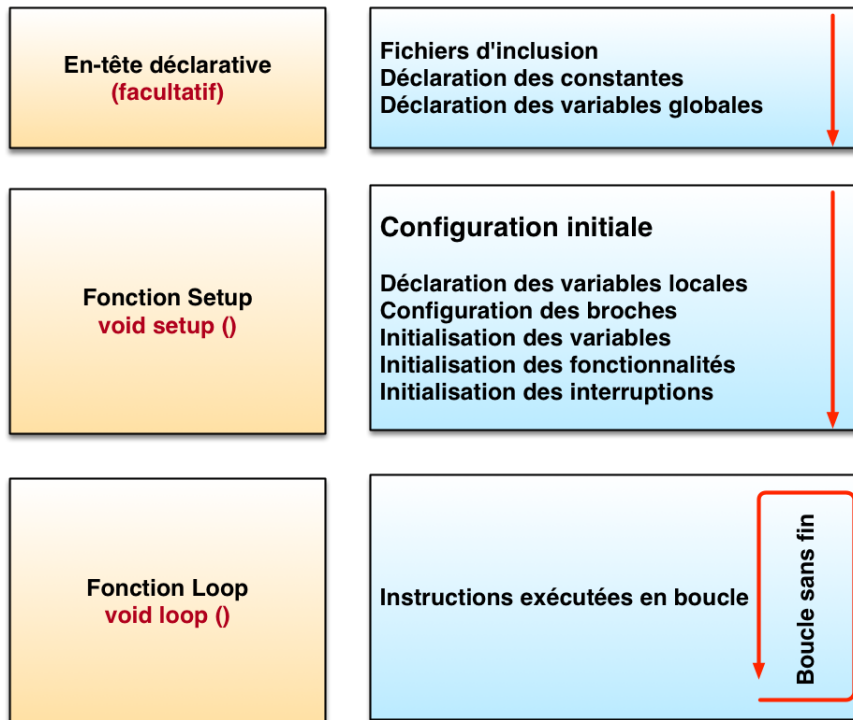 En-tête déclarative
(facultatif)
Fichiers d'inclusion
Déclaration des constantes
Déclaration des variables globales
Fonction Setup
void setup ()
Configuration initiale
Déclaration des variables locales
Configuration des broches
Initialisation des variables
Initialisation des fonctionnalités
Initialisation des interruptions
Fonction Loop
void loop ()
Instructions exécutées en boucle
Boucle sans fin